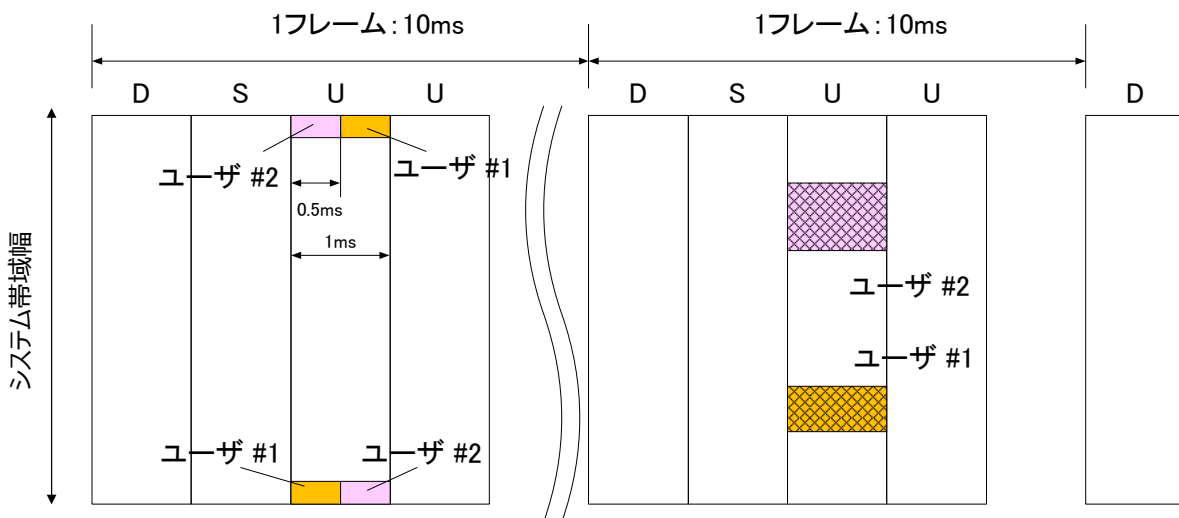 1フレーム：10ms
1フレーム：10ms
D
S
U
U
D
S
U
U
D
ユーザ #2
ユーザ #1
0.5ms
1ms
システム帯域幅
ユーザ #2
ユーザ #1
ユーザ #1
ユーザ #2